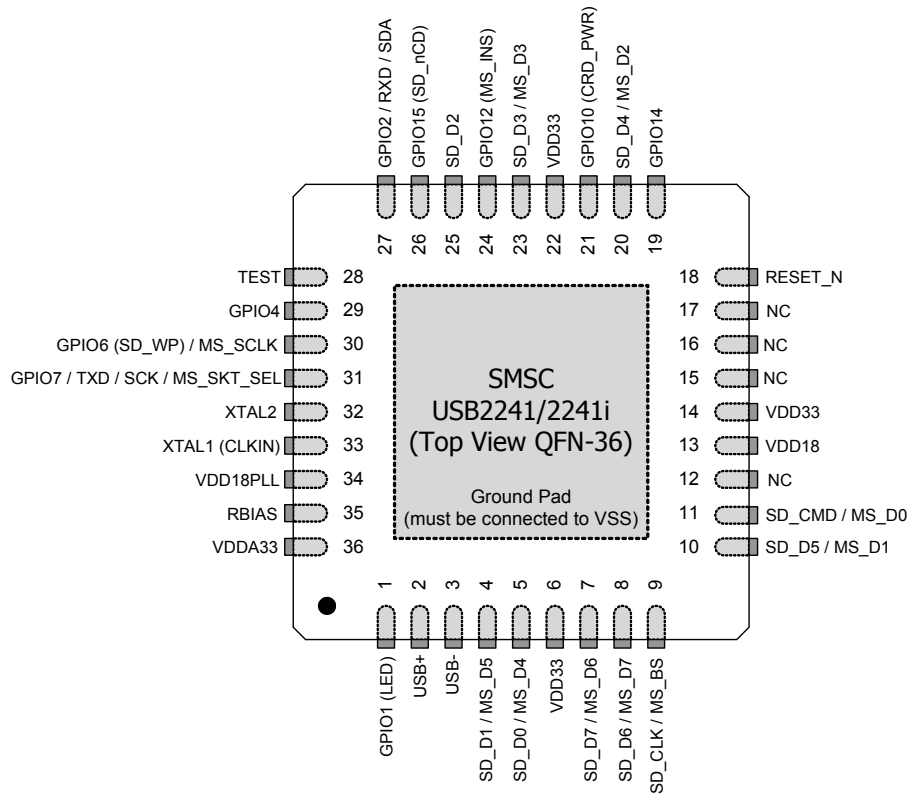 GPIO2 / RXD / SDA
GPIO15 (SD_nCD)
SD_D2
GPIO12 (MS_INS)
SD_D3 / MS_D3
VDD33
GPIO10 (CRD_PWR)
SD_D4 / MS_D2
GPIO14
27
26
25
24
23
22
21
20
19
TEST
28
GPIO4
29
GPIO6 (SD_WP) / MS_SCLK
30
GPIO7 / TXD / SCK / MS_SKT_SEL
31
XTAL2
32
XTAL1 (CLKIN)
33
VDD18PLL
34
RBIAS
35
VDDA33
36
SMSC
USB2241/2241i
(Top View QFN-36)
Ground Pad
(must be connected to VSS)
18
RESET_N
17
NC
16
NC
15
NC
14
VDD33
13
VDD18
12
NC
11
SD_CMD / MS_D0
10
SD_D5 / MS_D1
1
2
3
4
5
6
7
8
9
GPIO1 (LED)
USB+
USB-
SD_D1 / MS_D5
SD_D0 / MS_D4
VDD33
SD_D7 / MS_D6
SD_D6 / MS_D7
SD_CLK / MS_BS